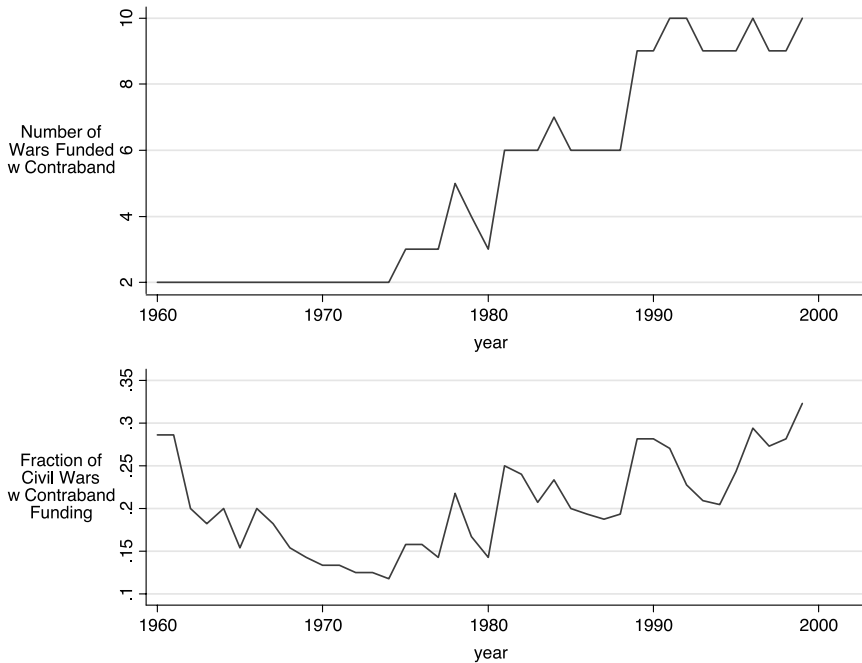 10
8
Number of
Wars Funded 6
w Contraband
4
2
1960 1970 1980 1990 2000
year
.35
.3
Fraction of .25
Civil Wars
w Contraband .2
Funding
.15
.1
1960 1970 1980 1990 2000
year